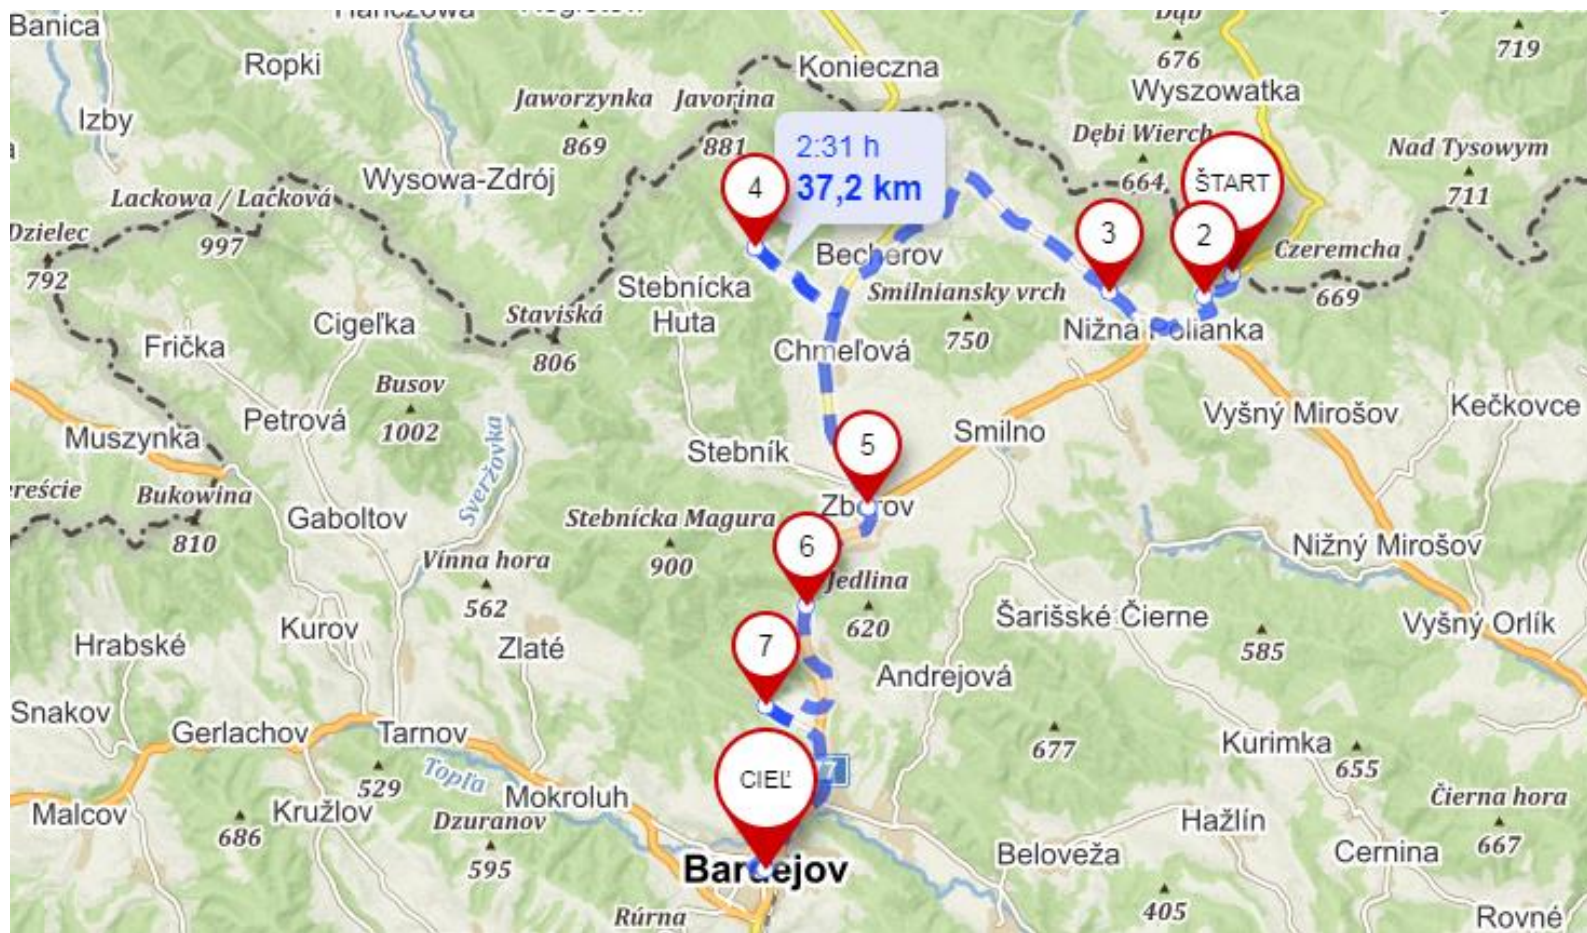 Banica
Ropki
Izby
Konieczna
676
719
Wyszowatka
Jaworzynka
869
Javorina
881
Dębi Wierch
664
Nad Tysowym
711
2:31 h
37,2 km
Wysowa-Zdrój
Lackowa / Lacková
997
Dzielec
792
4
ŠTART
3
2
Czeremcha
669
Becherov
Stebnícka
Huta
Smilniansky vrch
750
Nižná Polianka
Cigeľka
Staviská
806
Frička
Chmeľová
Busov
1002
Petrová
Muszynka
Vyšný Mirošov
Kečkovce
Smilno
5
Stebník
Sveržovka
Bukowina
810
Gaboltov
Stebnícka Magura
900
Zborov
Nižný Mirošov
6
Vínna hora
562
Jedlina
620
Šarišské Čierne
585
Vyšný Orlík
Kurov
Hrabské
Zlaté
7
Andrejová
Snakov
Gerlachov
Tarnov
677
Kurimka
655
529
Topľa
CIEĽ
Malcov
686
Kružlov
Mokroluh
Dzuranov
595
Hažlín
Čierna hora
667
Bardejov
Beloveža
Cernina
405
Rúrna
Rovné